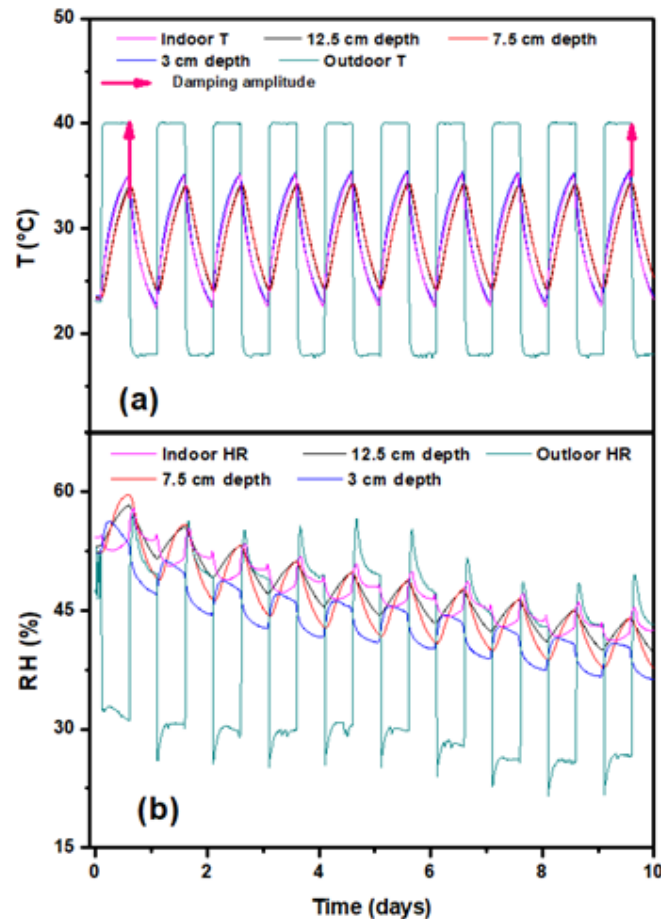 50
Indoor T 12.5 cm depth 7.5 cm depth
3 cm depth Outdoor T
Damping amplitude
40
30
20
T (°C)
(a)
Indoor HR 12.5 cm depth Outloor HR
7.5 cm depth 3 cm depth
60
45
30
15
RH (%)
(b)
0 2 4 6 8 10
Time (days)